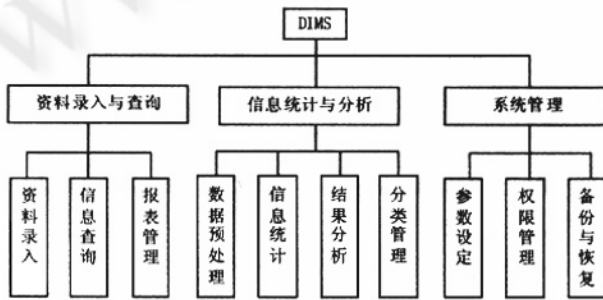 DIMS
资料录入与查询
信息统计与分析
系统管理
资料录入
信息查询
报表管理
数据预处理
信息统计
结果分析
分类管理
参数设定
权限管理
备份与恢复